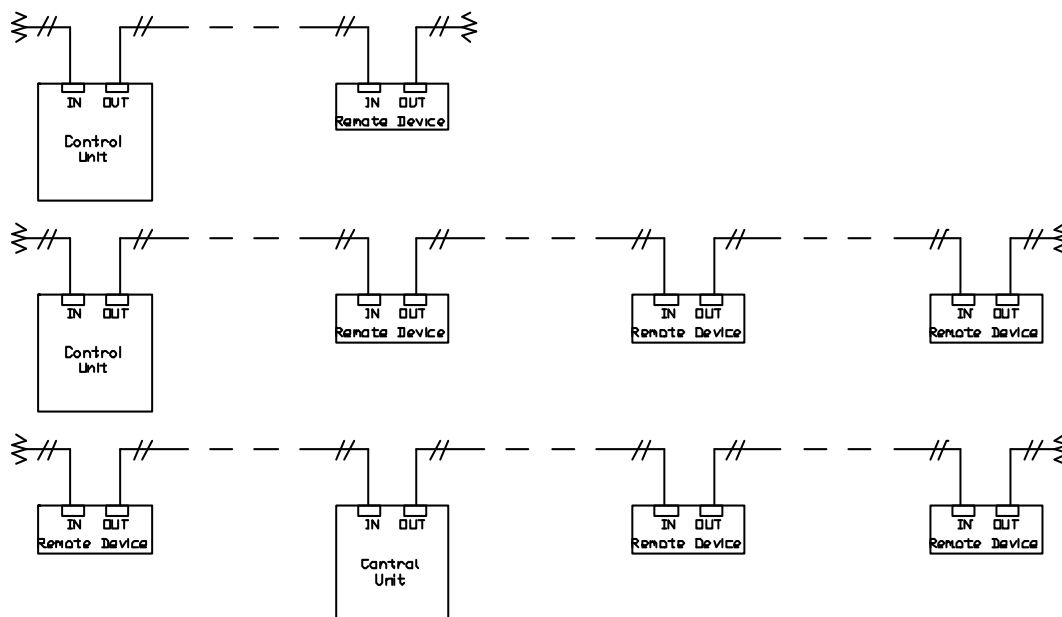 IN OUT IN OUT
Remote Device
Control
Unit
IN OUT IN OUT IN OUT IN OUT
Remote Device Remote Device Remote Device
Control
Unit
IN OUT IN OUT IN OUT IN OUT
Remote Device Remote Device Remote Device
Control
Unit